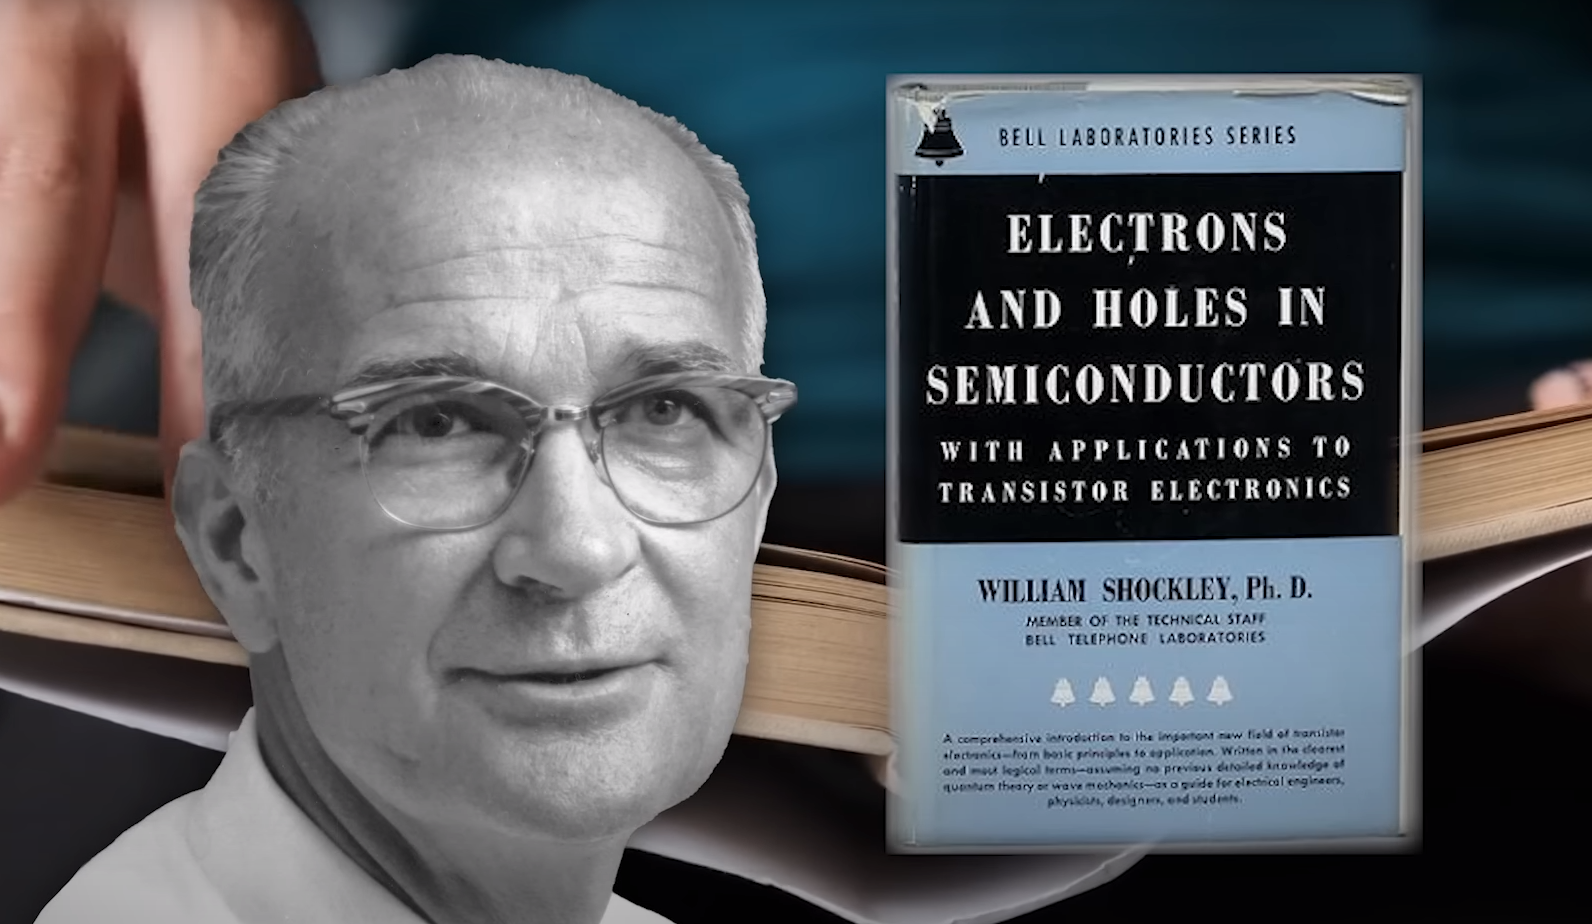 BELL LABORATORIES SERIES
ELECTRONS
AND HOLES IN
SEMICONDUCTORS
WITH APPLICATIONS TO
TRANSISTOR ELECTRONICS
WILLIAM SHOCKLEY, Ph. D.
MEMBER OF THE TECHNICAL STAFF
BELL TELEPHONE LABORATORIES
A comprehensive introduction to the important new field of transistor
electronics—from basic principles to application. Written in the clearest
and most logical terms—assuming no previous detailed knowledge of
quantum theory or wave mechanics—as a guide for electrical engineers,
physicists, designers, and students.